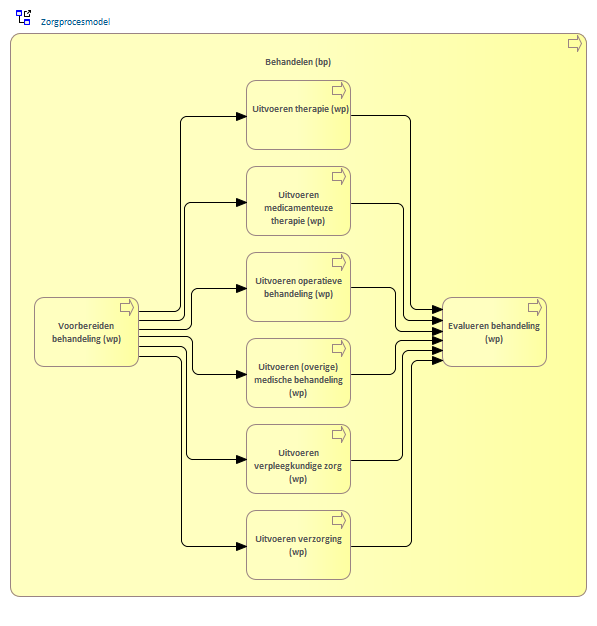 Zorgprocesmodel
Behandelen (bp)
Uitvoeren therapie (wp)
Uitvoeren
medicamenteuze
therapie (wp)
Uitvoeren operatieve
behandeling (wp)
Voorbereiden
behandeling (wp)
Evalueren behandeling
(wp)
Uitvoeren (overige)
medische behandeling
(wp)
Uitvoeren
verpleegkundige zorg
(wp)
Uitvoeren verzorging
(wp)